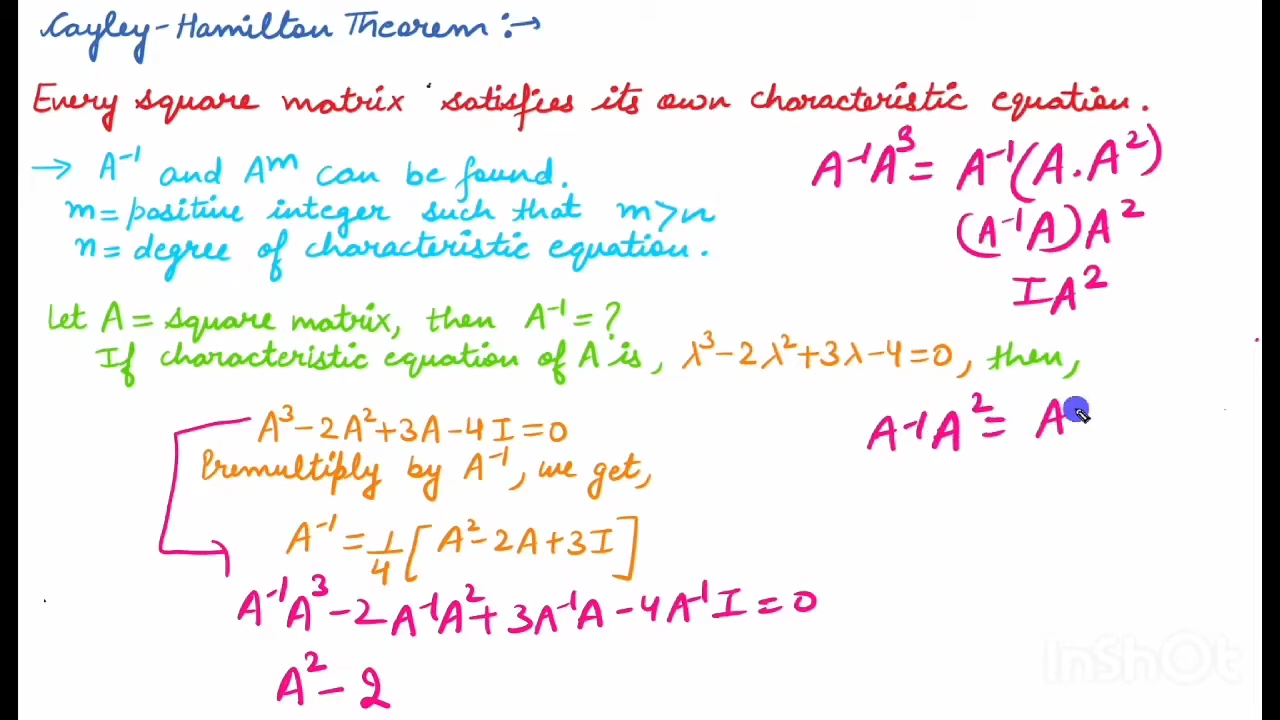 Cayley-Hamilton Theorem :→
Every square matrix satisfies its own characteristic equation.
→ A⁻¹ and Aᵐ can be found.
m = positive integer such that m>n
n = degree of characteristic equation.
A⁻¹A³ = A⁻¹(A.A²)
(A⁻¹A)A²
IA²
Let A = square matrix, then A⁻¹ = ?
If characteristic equation of A is, λ³-2λ²+3λ-4=0, then,
A³-2A²+3A-4I=0
Premultiply by A⁻¹, we get,
A⁻¹ = 1/4[A²-2A+3I]
A⁻¹A² = A
A⁻¹A³-2A⁻¹A²+3A⁻¹A-4A⁻¹I=0
A²-2
InShOt